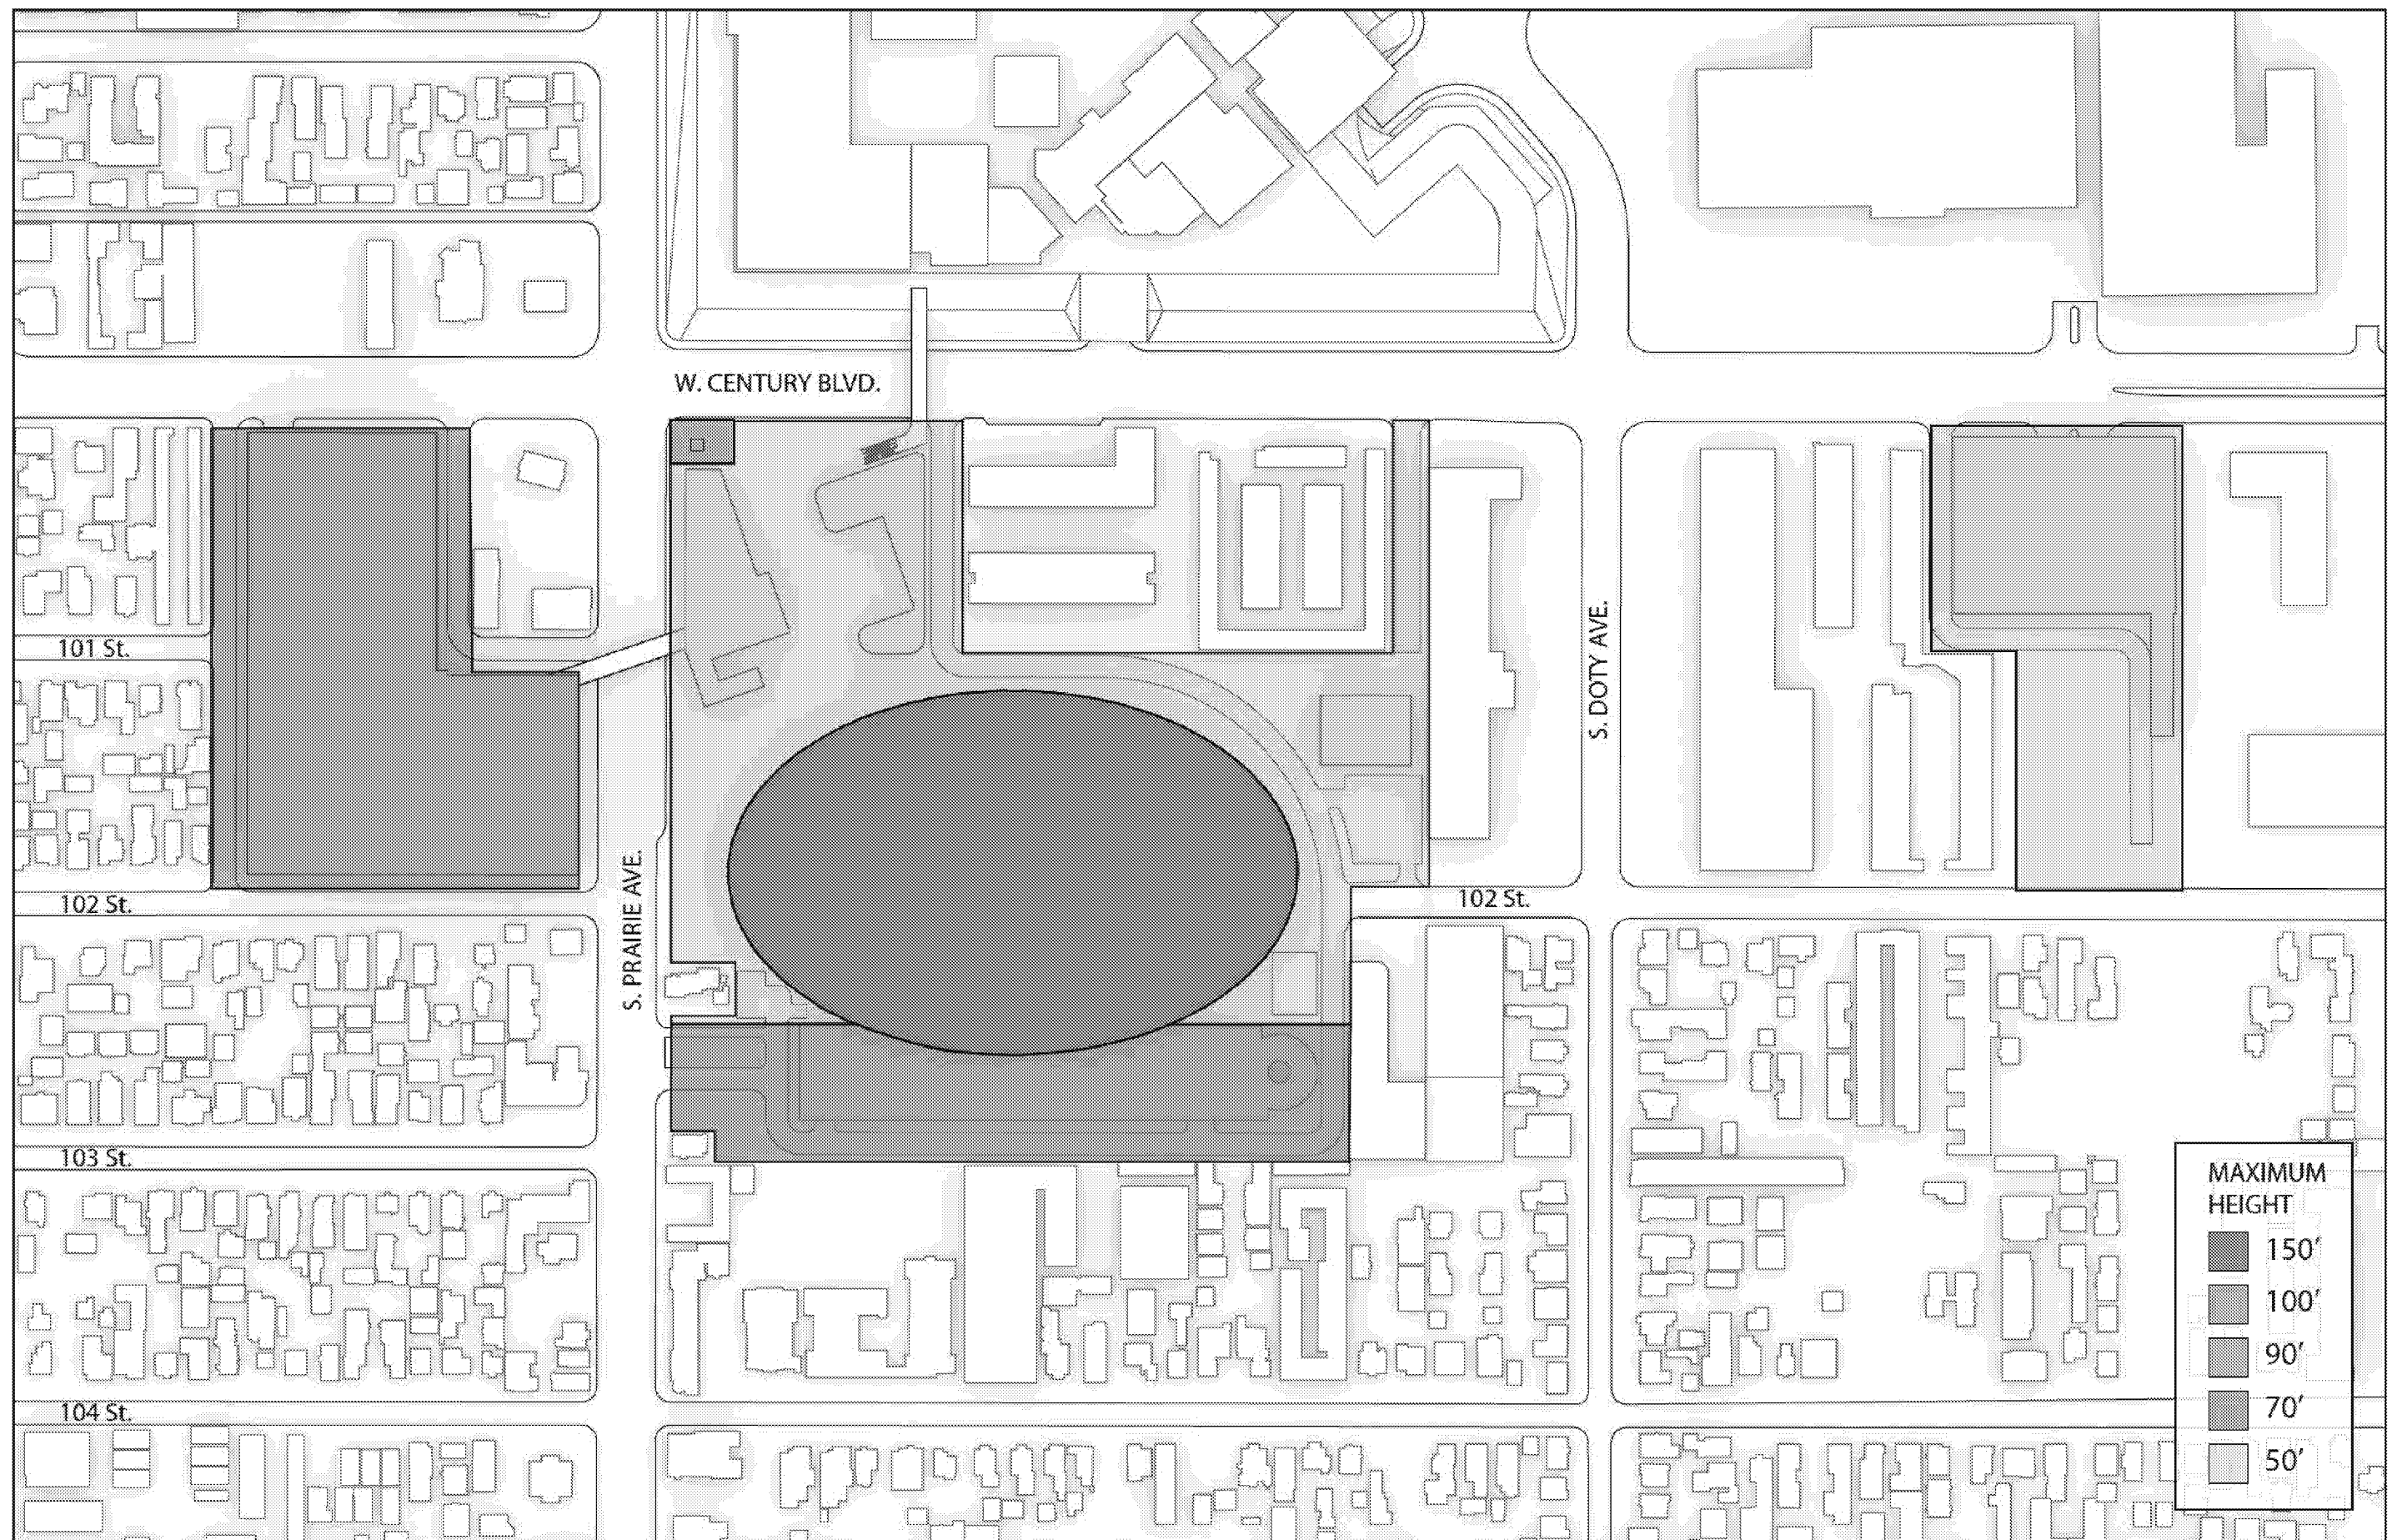 W. CENTURY BLVD.
101 St.
S. DOTY AVE.
S. PRAIRIE AVE.
102 St.
102 St.
103 St.
MAXIMUM
HEIGHT
150′
100′
90′
70′
50′
104 St.